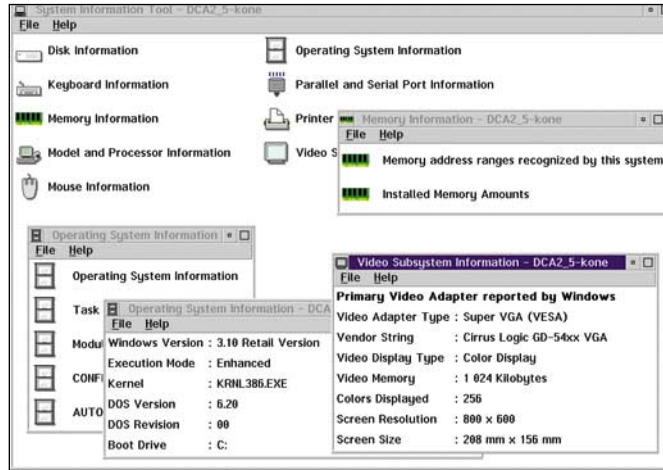 System Information Tool - DCA2_5-kone
File Help
Disk Information
Operating System Information
Keyboard Information
Parallel and Serial Port Information
Memory Information
Printer
Model and Processor Information
Video S
Mouse Information
Memory Information - DCA2_5-kone
File Help
Memory address ranges recognized by this system
Installed Memory Amounts
Operating System Information
File Help
Operating System Information
Task
Modul
CONFI
AUTO
Operating System Information - DCA
File Help
Windows Version : 3.10 Retail Version
Execution Mode : Enhanced
Kernel : KRNL386.EXE
DOS Version : 6.20
DOS Revision : 00
Boot Drive : C:
Video Subsystem Information - DCA2_5-kone
File Help
Primary Video Adapter reported by Windows
Video Adapter Type : Super VGA (VESA)
Vendor String : Cirrus Logic GD-54xx VGA
Video Display Type : Color Display
Video Memory : 1 024 Kilobytes
Colors Displayed : 256
Screen Resolution : 800 x 600
Screen Size : 208 mm x 156 mm